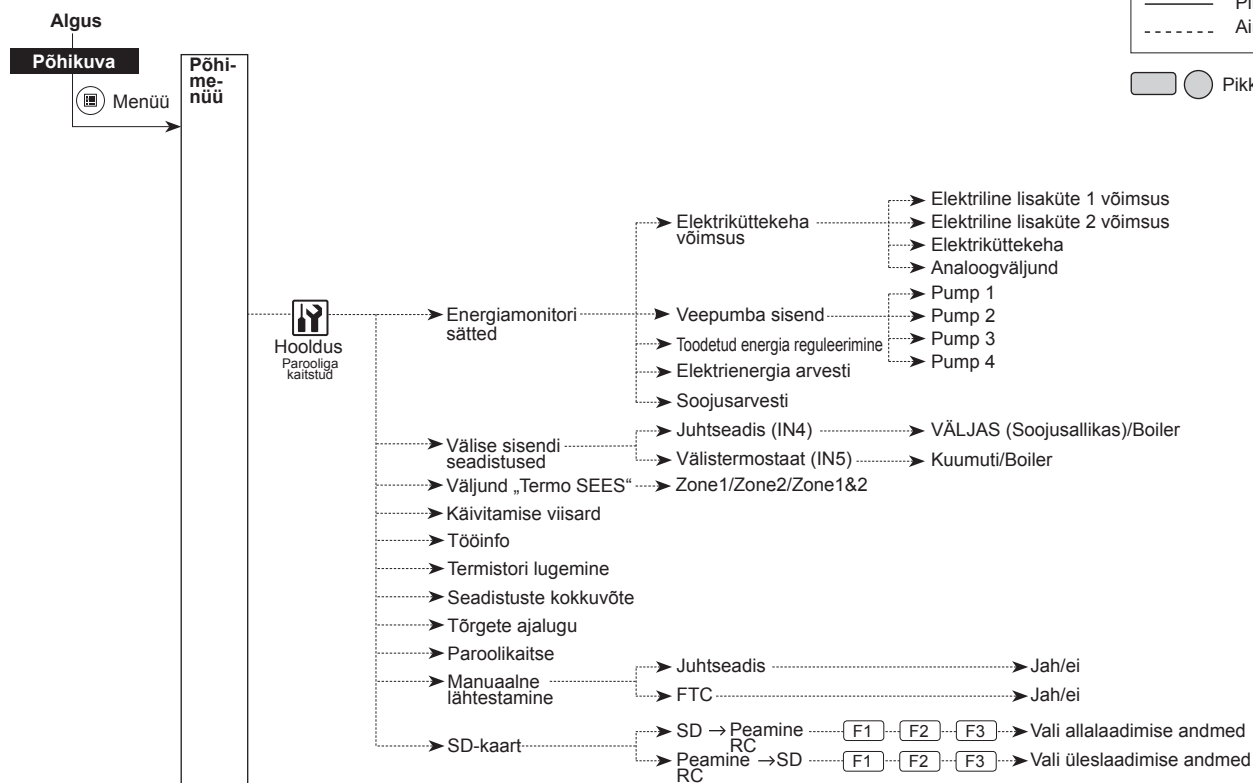 Algus
Põhikuva
Menüü
Põhi-
me-
nüü
Pikk
Hooldus
Parooliga
kaitstud
Energiamonitori
sätted
Elektriküttekeha
võimsus
Elektriline lisaküte 1 võimsus
Elektriline lisaküte 2 võimsus
Elektriküttekeha
Analoogväljund
Veepumba sisend
Pump 1
Pump 2
Pump 3
Pump 4
Toodetud energia reguleerimine
Elektrienergia arvesti
Soojusarvesti
Välise sisendi
seadistused
Juhtseadis (IN4)
VÄLJAS (Soojusallikas)/Boiler
Välistermostaat (IN5)
Kuumuti/Boiler
Väljund „Termo SEES“
Zone1/Zone2/Zone1&2
Käivitamise viisard
Tööinfo
Termistori lugemine
Seadistuste kokkuvõte
Tõrgete ajalugu
Paroolikaitse
Manuaalne
lähtestamine
Juhtseadis
Jah/ei
FTC
Jah/ei
SD-kaart
SD → Peamine
RC
F1 F2 F3
Vali allalaadimise andmed
Peamine →SD
RC
F1 F2 F3
Vali üleslaadimise andmed